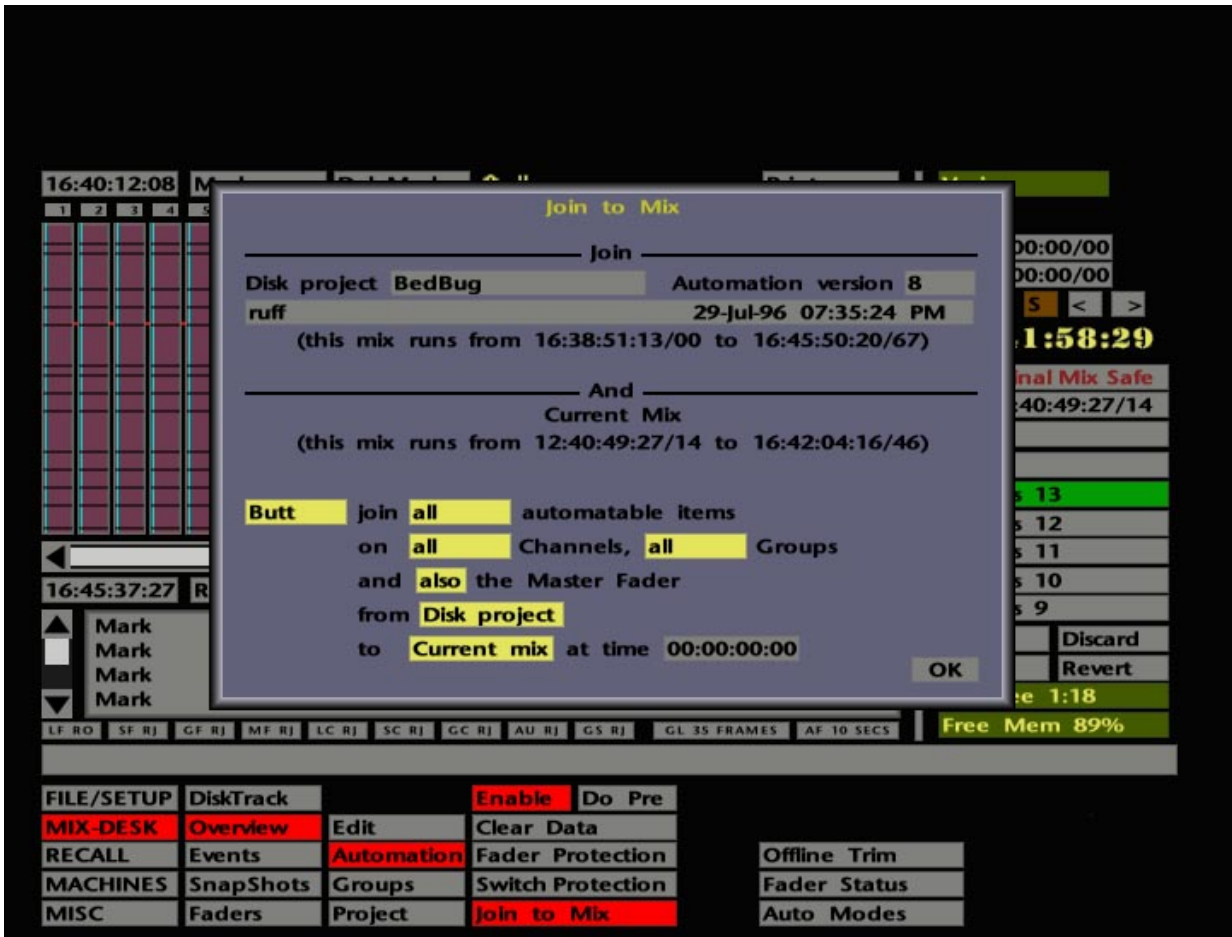 16:40:12:08
1 2 3 4 5
Join to Mix
Join
Disk project BedBug Automation version 8
ruff 29-Jul-96 07:35:24 PM
(this mix runs from 16:38:51:13/00 to 16:45:50:20/67)
And
Current Mix
(this mix runs from 12:40:49:27/14 to 16:42:04:16/46)
Butt join all automatable items
on all Channels, all Groups
and also the Master Fader
from Disk project
to Current mix at time 00:00:00:00
OK
00:00/00
00:00/00
S < >
1:58:29
inal Mix Safe
:40:49:27/14
s 13
s 12
s 11
s 10
s 9
Discard
Revert
ee 1:18
Free Mem 89%
16:45:37:27 R
Mark
Mark
Mark
Mark
LF RO SF RJ GF RJ MF RJ LC RJ SC RJ GC RJ AU RJ GS RJ GL 35 FRAMES AF 10 SECS
FILE/SETUP DiskTrack Enable Do Pre
MIX-DESK Overview Edit Clear Data
RECALL Events Automation Fader Protection Offline Trim
MACHINES SnapShots Groups Switch Protection Fader Status
MISC Faders Project Join to Mix Auto Modes